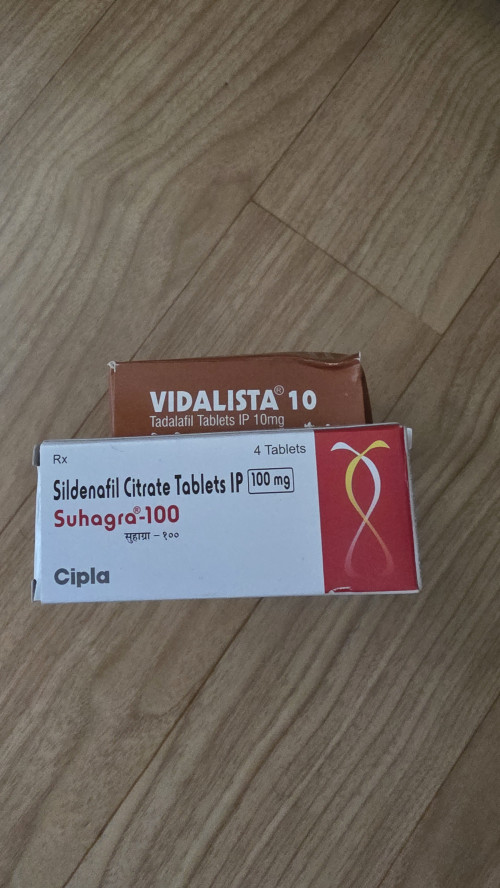 VIDALISTA® 10
Tadalafil Tablets IP 10mg
Rx
4 Tablets
Sildenafil Citrate Tablets IP 100 mg
Suhagra®-100
सुहाग्रा – १००
Cipla